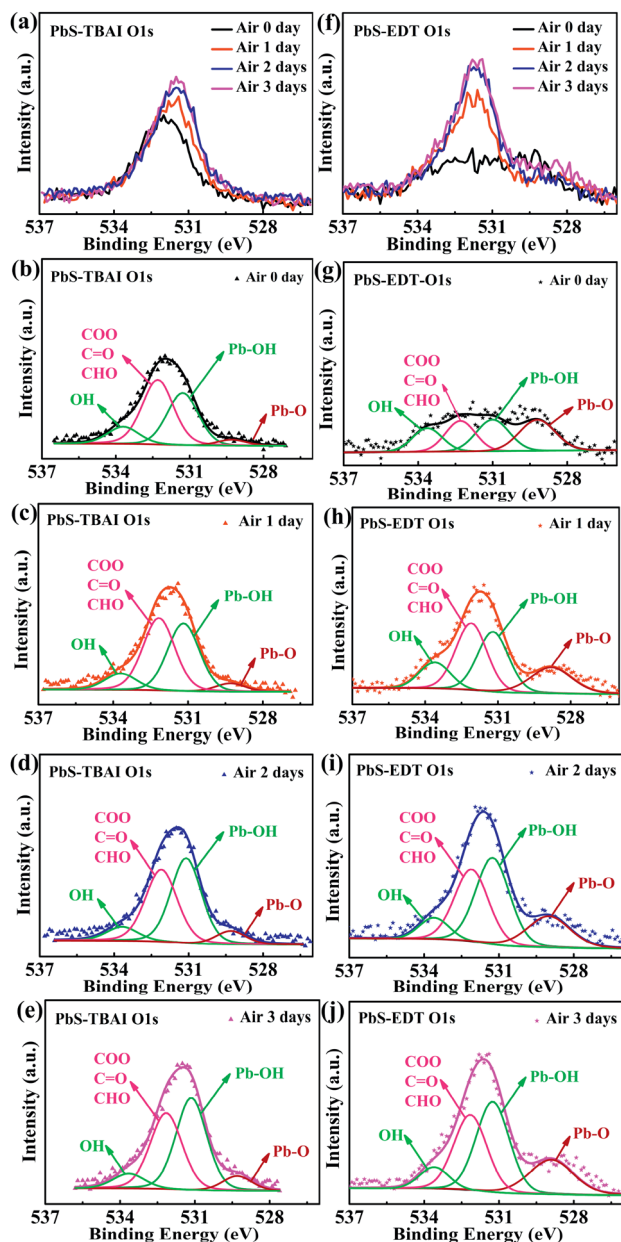 (a)
PbS-TBAI O1s
Air 0 day
Air 1 day
Air 2 days
Air 3 days
Intensity (a.u.)
537 534 531 528
Binding Energy (eV)
(f)
PbS-EDT O1s
Air 0 day
Air 1 day
Air 2 days
Air 3 days
Intensity (a.u.)
537 534 531 528
Binding Energy (eV)
(b)
PbS-TBAI O1s
Air 0 day
COO
C=O
CHO
Pb-OH
OH
Pb-O
Intensity (a.u.)
537 534 531 528
Binding Energy (eV)
(g)
PbS-EDT-O1s
Air 0 day
COO
C=O
CHO
Pb-OH
OH
Pb-O
Intensity (a.u.)
537 534 531 528
Binding Energy (eV)
(c)
PbS-TBAI O1s
Air 1 day
COO
C=O
CHO
Pb-OH
OH
Pb-O
Intensity (a.u.)
537 534 531 528
Binding Energy (eV)
(h)
PbS-EDT O1s
Air 1 day
COO
C=O
CHO
Pb-OH
OH
Pb-O
Intensity (a.u.)
537 534 531 528
Binding Energy (eV)
(d)
PbS-TBAI O1s
Air 2 days
COO
C=O
CHO
Pb-OH
OH
Pb-O
Intensity (a.u.)
537 534 531 528
Binding Energy (eV)
(i)
PbS-EDT O1s
Air 2 days
COO
C=O
CHO
Pb-OH
OH
Pb-O
Intensity (a.u.)
537 534 531 528
Binding Energy (eV)
(e)
PbS-TBAI O1s
Air 3 days
COO
C=O
CHO
Pb-OH
OH
Pb-O
Intensity (a.u.)
537 534 531 528
Binding Energy (eV)
(j)
PbS-EDT O1s
Air 3 days
COO
C=O
CHO
Pb-OH
OH
Pb-O
Intensity (a.u.)
537 534 531 528
Binding Energy (eV)